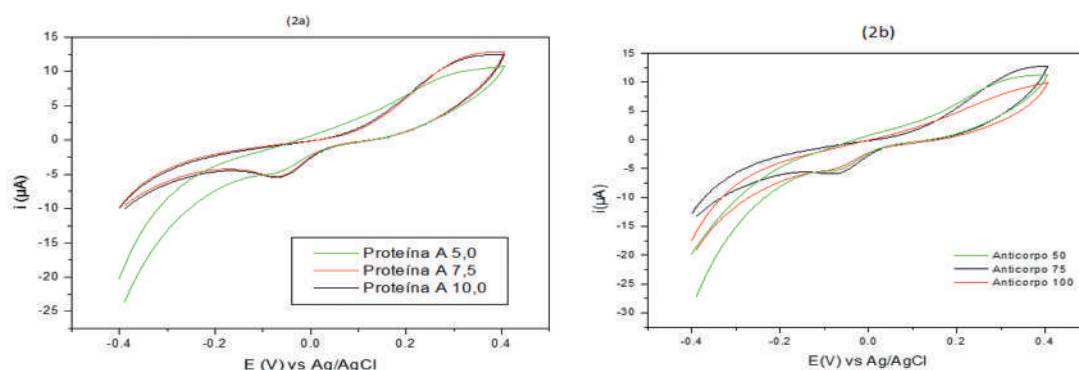 (2a)
15
10
5
0
-5
-10
-15
-20
-25
i (µA)
Proteína A 5,0
Proteína A 7,5
Proteína A 10,0
-0.4 -0.2 0.0 0.2 0.4
E (V) vs Ag/AgCl
(2b)
15
10
5
0
-5
-10
-15
-20
-25
-30
i(µA)
Anticorpo 50
Anticorpo 75
Anticorpo 100
-0.4 -0.2 0.0 0.2 0.4
E(V) vs Ag/AgCl